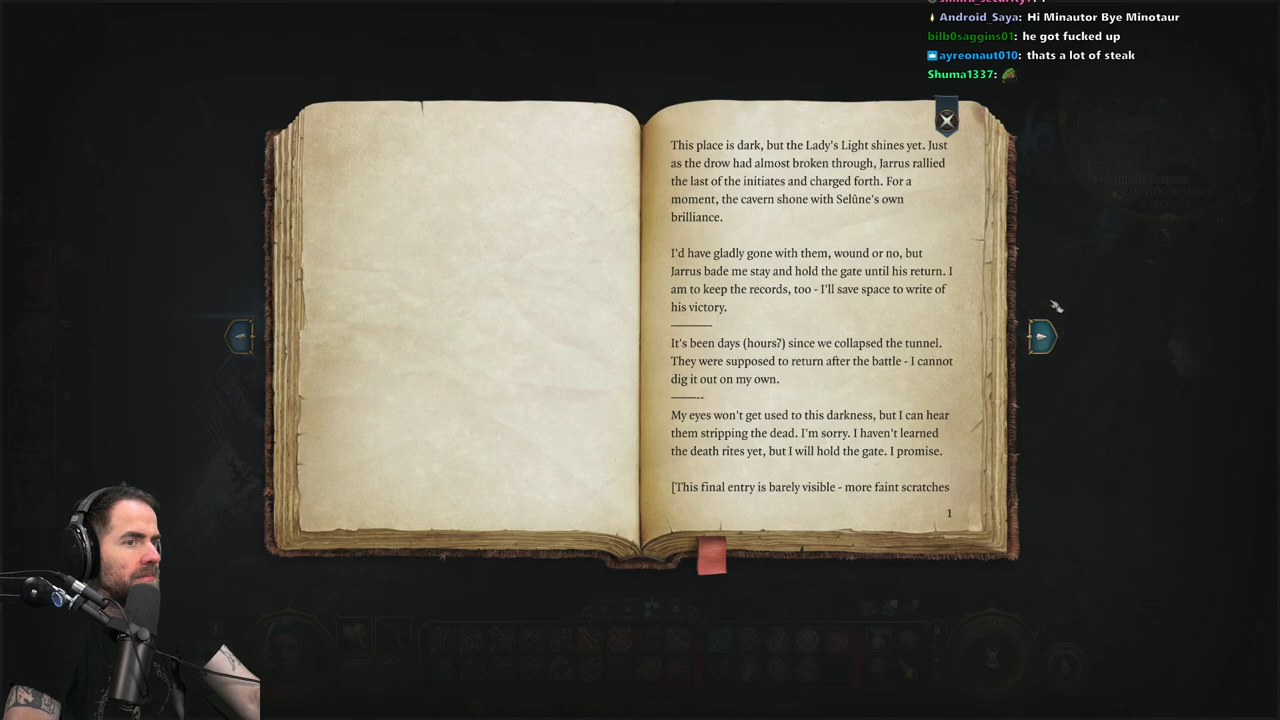 Android_Saya: Hi Minautor Bye Minotaur
bilb0saggins01: he got fucked up
ayreonaut010: thats a lot of steak
Shuma1337:
This place is dark, but the Lady's Light shines yet. Just
as the drow had almost broken through, Jarrus rallied
the last of the initiates and charged forth. For a
moment, the cavern shone with Selûne's own
brilliance.
I'd have gladly gone with them, wound or no, but
Jarrus bade me stay and hold the gate until his return. I
am to keep the records, too - I'll save space to write of
his victory.
———-
It's been days (hours?) since we collapsed the tunnel.
They were supposed to return after the battle - I cannot
dig it out on my own.
——--
My eyes won't get used to this darkness, but I can hear
them stripping the dead. I'm sorry. I haven't learned
the death rites yet, but I will hold the gate. I promise.
[This final entry is barely visible - more faint scratches
1